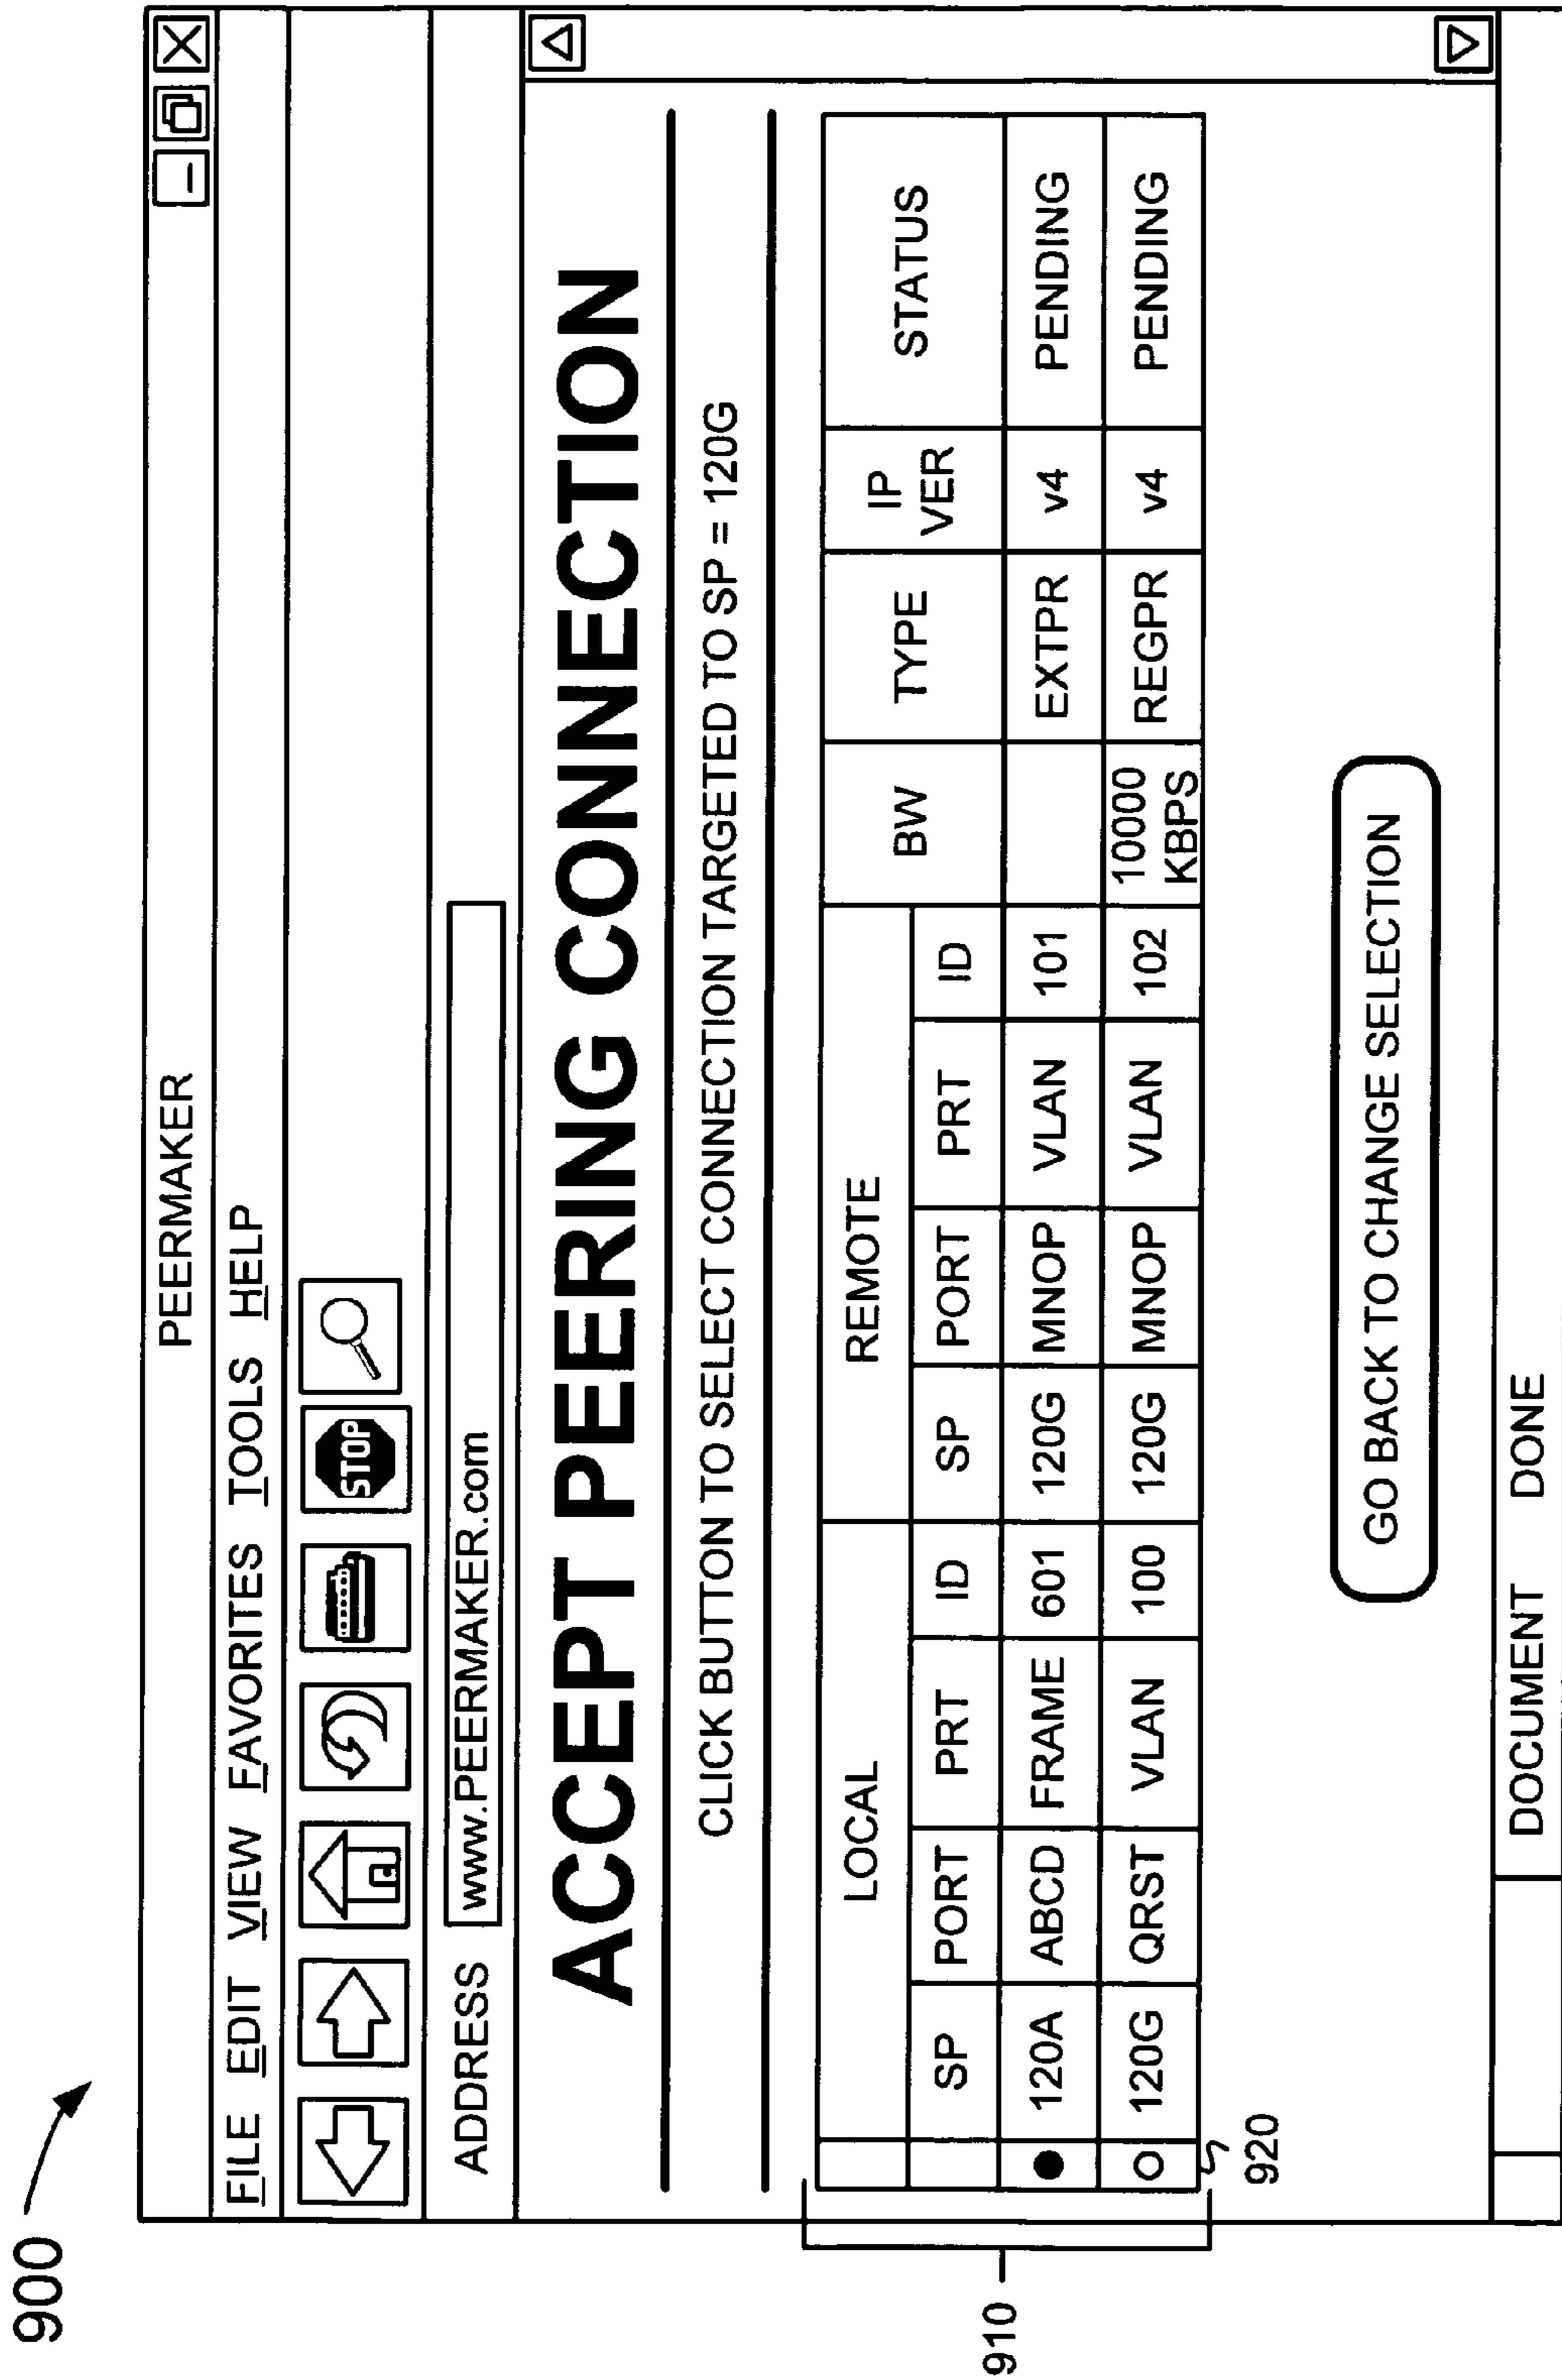 900
PEERMAKER
FILE EDIT VIEW FAVORITES TOOLS HELP
STOP
ADDRESS www.PEERMAKER.com
ACCEPT PEERING CONNECTION
CLICK BUTTON TO SELECT CONNECTION TARGETED TO SP = 120G
LOCAL REMOTE BW TYPE IP VER STATUS
SP PORT PRT ID SP PORT PRT ID
120A ABCD FRAME 601 120G MNOP VLAN 101 EXTPR v4 PENDING
120G QRST VLAN 100 120G MNOP VLAN 102 10000 KBPS REGPR v4 PENDING
910
920
GO BACK TO CHANGE SELECTION
DOCUMENT DONE